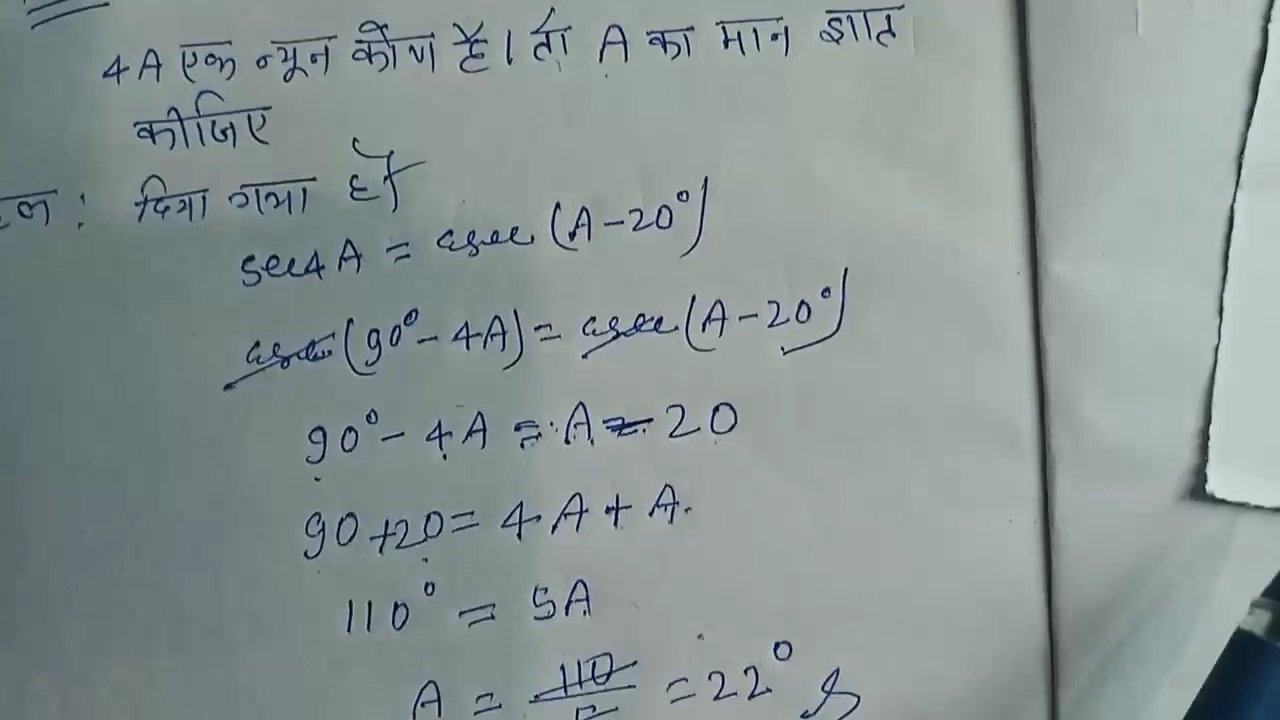 4A एक न्यून कोण है। तो A का मान ज्ञात
कीजिए
हल : दिया गया है
sec4A = cosec (A-20°)
cosec (90° - 4A) = cosec (A-20°)
90° - 4A = A - 20
90+20 = 4A + A.
110° = 5A
A = 110/5 = 22°